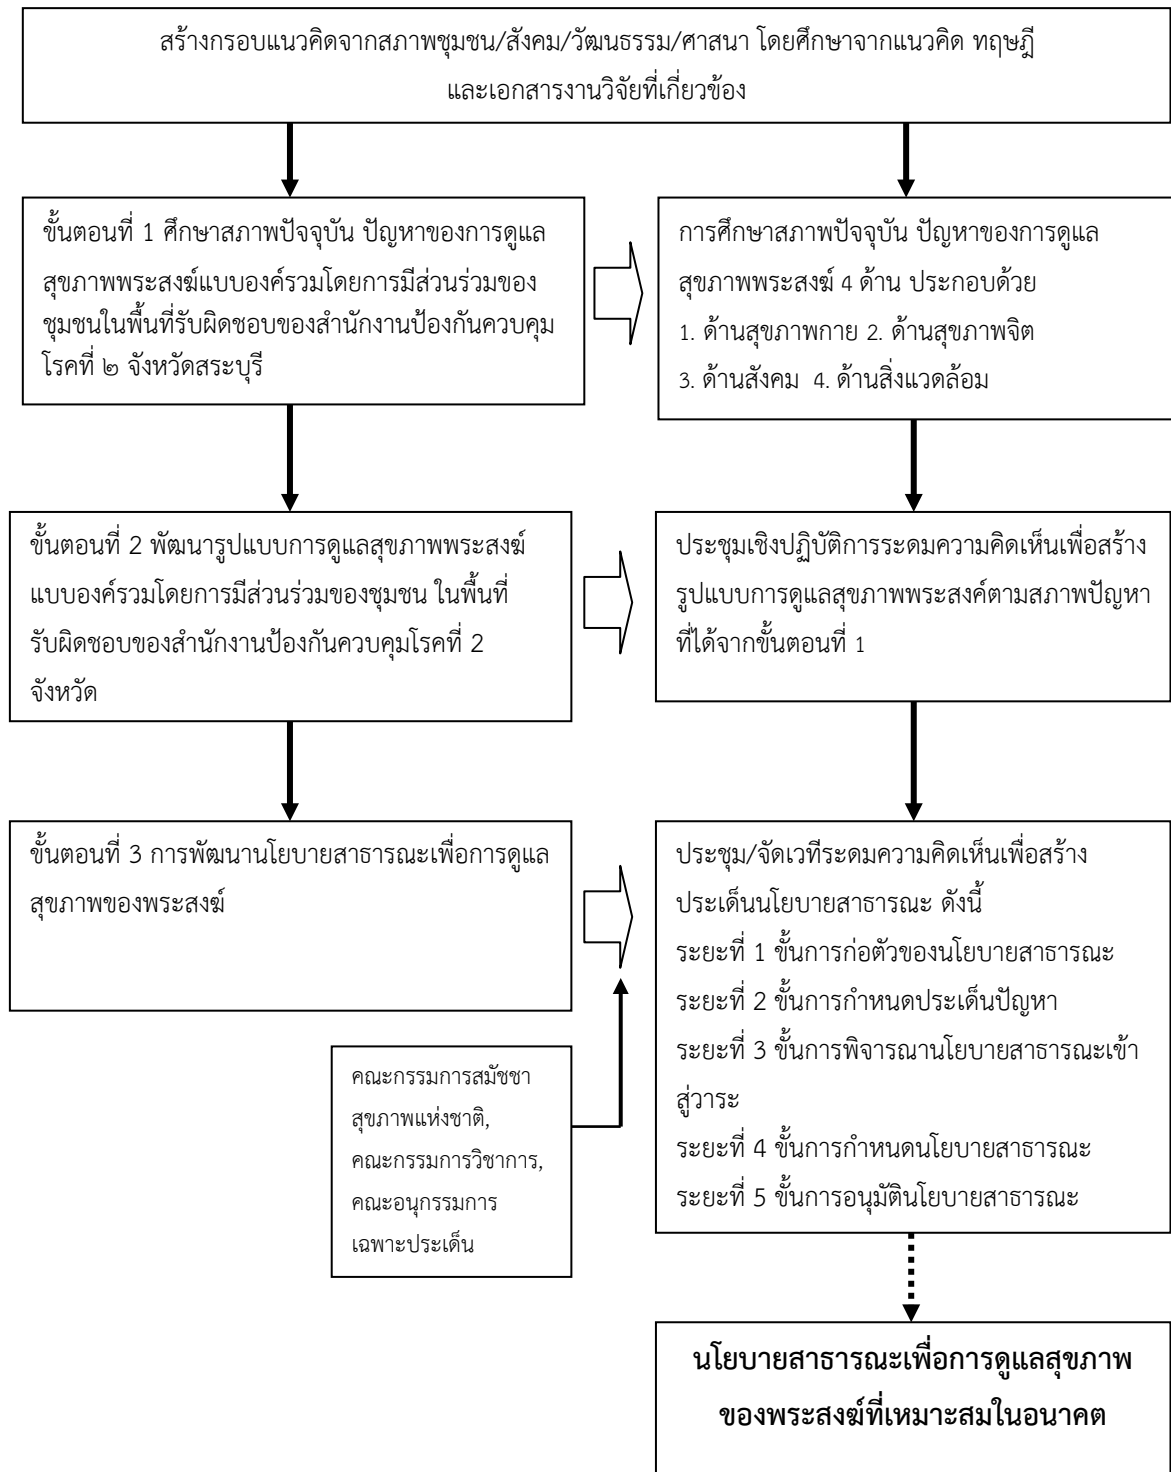 สร้างกรอบแนวคิดจากสภาพชุมชน/สังคม/วัฒนธรรม/ศาสนา โดยศึกษาจากแนวคิด ทฤษฎี
และเอกสารงานวิจัยที่เกี่ยวข้อง
ขั้นตอนที่ 1 ศึกษาสภาพปัจจุบัน ปัญหาของการดูแล
สุขภาพพระสงฆ์แบบองค์รวมโดยการมีส่วนร่วมของ
ชุมชนในพื้นที่รับผิดชอบของสำนักงานป้องกันควบคุม
โรคที่ ๒ จังหวัดสระบุรี
การศึกษาสภาพปัจจุบัน ปัญหาของการดูแล
สุขภาพพระสงฆ์ 4 ด้าน ประกอบด้วย
1. ด้านสุขภาพกาย 2. ด้านสุขภาพจิต
3. ด้านสังคม 4. ด้านสิ่งแวดล้อม
ขั้นตอนที่ 2 พัฒนารูปแบบการดูแลสุขภาพพระสงฆ์
แบบองค์รวมโดยการมีส่วนร่วมของชุมชน ในพื้นที่
รับผิดชอบของสำนักงานป้องกันควบคุมโรคที่ 2
จังหวัด
ประชุมเชิงปฏิบัติการระดมความคิดเห็นเพื่อสร้าง
รูปแบบการดูแลสุขภาพพระสงค์ตามสภาพปัญหา
ที่ได้จากขั้นตอนที่ 1
ขั้นตอนที่ 3 การพัฒนานโยบายสาธารณะเพื่อการดูแล
สุขภาพของพระสงฆ์
ประชุม/จัดเวทีระดมความคิดเห็นเพื่อสร้าง
ประเด็นนโยบายสาธารณะ ดังนี้
ระยะที่ 1 ขั้นการก่อตัวของนโยบายสาธารณะ
ระยะที่ 2 ขั้นการกำหนดประเด็นปัญหา
ระยะที่ 3 ขั้นการพิจารณานโยบายสาธารณะเข้า
สู่วาระ
ระยะที่ 4 ขั้นการกำหนดนโยบายสาธารณะ
ระยะที่ 5 ขั้นการอนุมัตินโยบายสาธารณะ
คณะกรรมการสมัชชา
สุขภาพแห่งชาติ,
คณะกรรมการวิชาการ,
คณะอนุกรรมการ
เฉพาะประเด็น
นโยบายสาธารณะเพื่อการดูแลสุขภาพ
ของพระสงฆ์ที่เหมาะสมในอนาคต